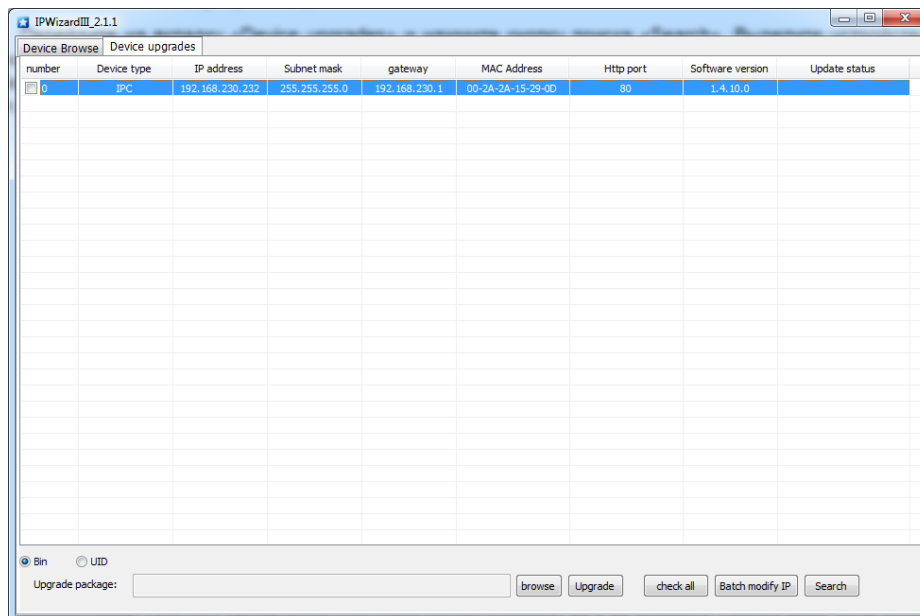 IPWizardIII_2.1.1
Device Browse Device upgrades
number Device type IP address Subnet mask gateway MAC Address Http port Software version Update status
0 IPC 192.168.230.232 255.255.255.0 192.168.230.1 00-2A-2A-15-29-0D 80 1.4.10.0
Bin UID
Upgrade package: browse Upgrade check all Batch modify IP Search